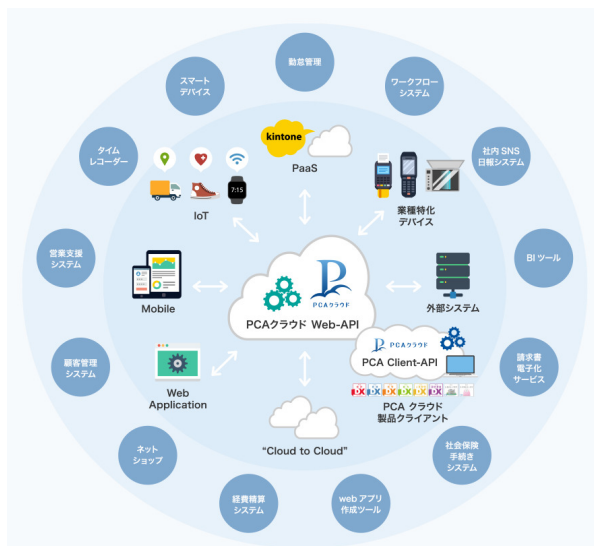 勤怠管理
スマート
デバイス
ワークフロー
システム
kintone
PaaS
タイム
レコーダー
社内 SNS
日報システム
7:15
IoT
業種特化
デバイス
営業支援
システム
BI ツール
Mobile
PCAクラウド
PCAクラウド Web-API
外部システム
PCAクラウド
PCA Client-API
顧客管理
システム
Web
Application
請求書
電子化
サービス
DX DX DX DX DX DX
PCA クラウド
製品クライアント
"Cloud to Cloud"
ネット
ショップ
社会保険
手続き
システム
経費精算
システム
web アプリ
作成ツール